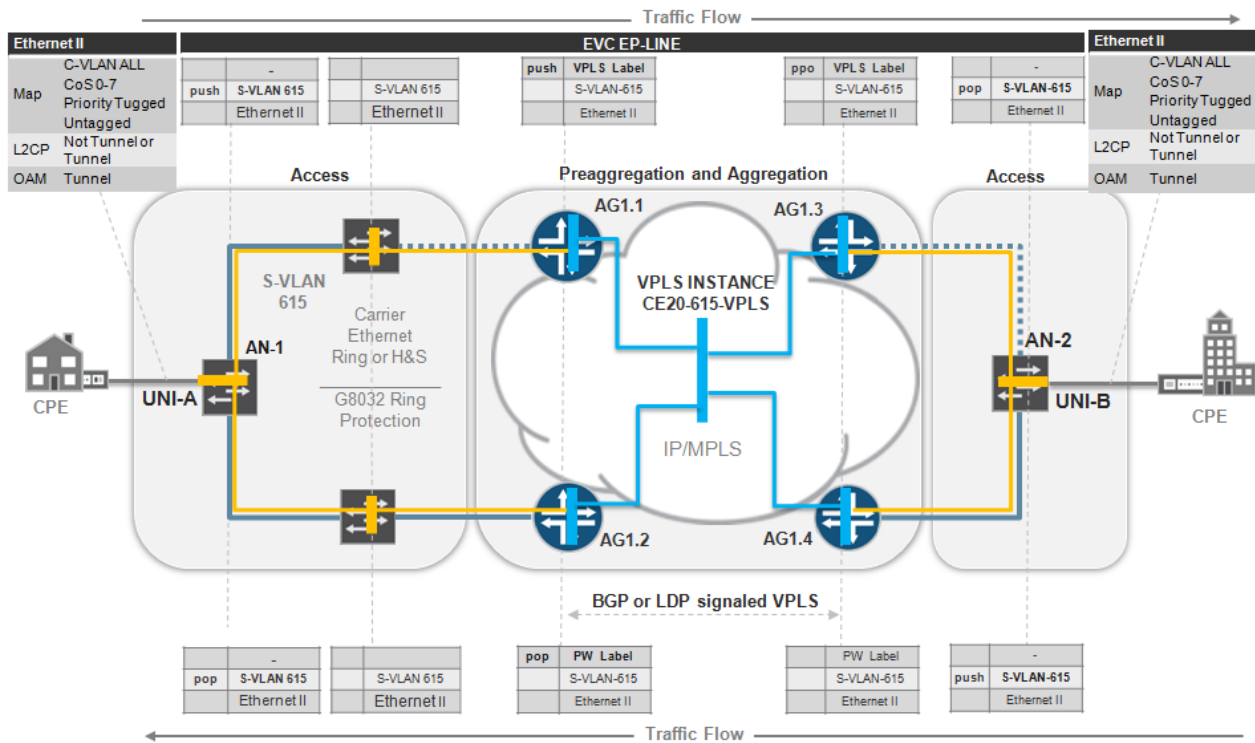 Traffic Flow
Ethernet II
Map
C-VLAN ALL
CoS 0-7
Priority Tugged
Untagged
L2CP
Not Tunnel or
Tunnel
OAM
Tunnel
EVC EP-LINE
-
push S-VLAN 615
Ethernet II
S-VLAN 615
Ethernet II
push VPLS Label
S-VLAN-615
Ethernet II
ppo VPLS Label
S-VLAN-615
Ethernet II
-
pop S-VLAN-615
Ethernet II
Ethernet II
Map
C-VLAN ALL
CoS 0-7
Priority Tugged
Untagged
L2CP
Not Tunnel or
Tunnel
OAM
Tunnel
Access
Preaggregation and Aggregation
Access
AG1.1
AG1.3
S-VLAN
615
VPLS INSTANCE
CE20-615-VPLS
Carrier
Ethernet
Ring or H&S
G8032 Ring
Protection
AN-1
AN-2
UNI-A
UNI-B
CPE
CPE
IP/MPLS
AG1.2
AG1.4
BGP or LDP signaled VPLS
-
pop S-VLAN 615
Ethernet II
S-VLAN 615
Ethernet II
pop PW Label
S-VLAN-615
Ethernet II
PW Label
S-VLAN-615
Ethernet II
-
push S-VLAN-615
Ethernet II
Traffic Flow